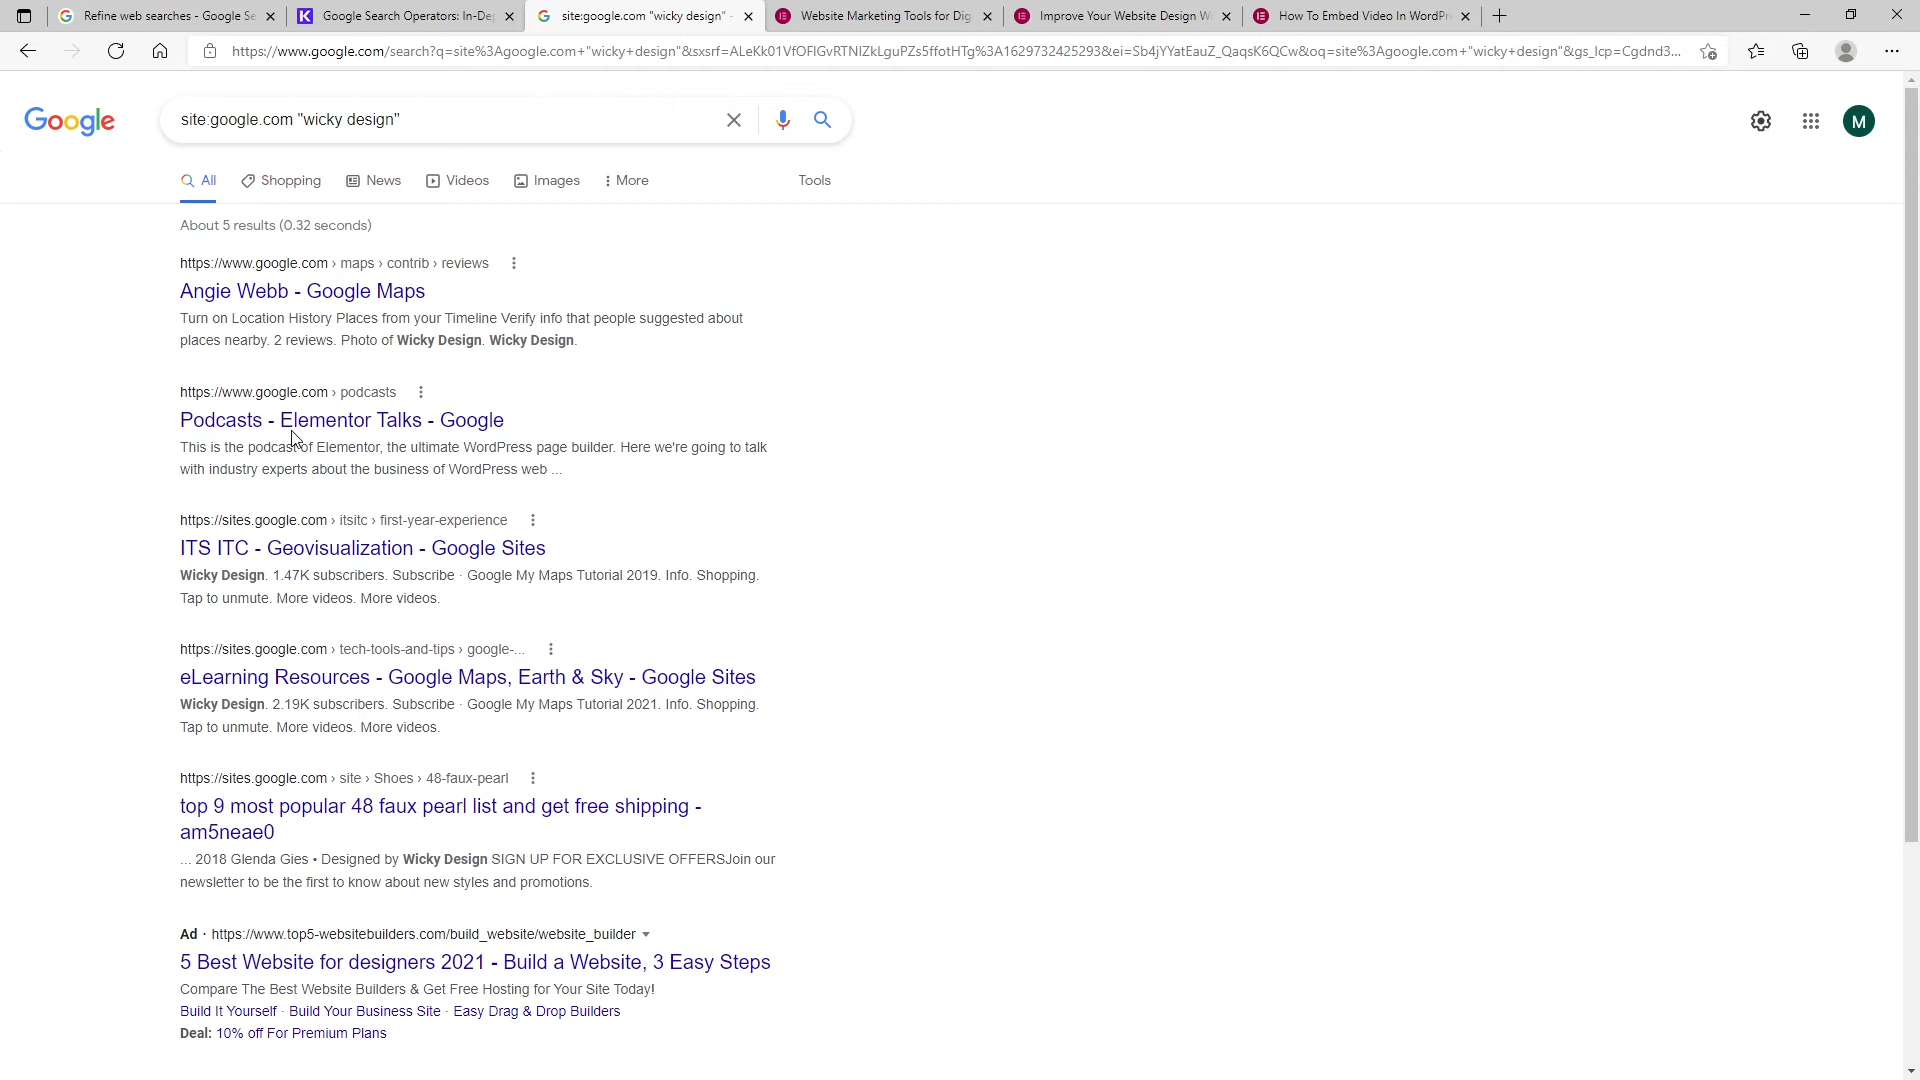 Refine web searches - Google Se
Google Search Operators: In-Dep
site:google.com "wicky design" -
Website Marketing Tools for Dig
Improve Your Website Design W
How To Embed Video In WordPr
https://www.google.com/search?q=site%3Agoogle.com+"wicky+design"&sxsrf=ALeKk01VfOFlGvRTNIZkLguPZs5ffotHTg%3A1629732425293&ei=Sb4jYYatEauZ_QaqsK6QCw&oq=site%3Agoogle.com+"wicky+design"&gs_lcp=Cgdnd3...
Google
site:google.com "wicky design"
M
All Shopping News Videos Images More Tools
About 5 results (0.32 seconds)
https://www.google.com › maps › contrib › reviews
Angie Webb - Google Maps
Turn on Location History Places from your Timeline Verify info that people suggested about
places nearby. 2 reviews. Photo of Wicky Design. Wicky Design.
https://www.google.com › podcasts
Podcasts - Elementor Talks - Google
This is the podcast of Elementor, the ultimate WordPress page builder. Here we're going to talk
with industry experts about the business of WordPress web ...
https://sites.google.com › itsitc › first-year-experience
ITS ITC - Geovisualization - Google Sites
Wicky Design. 1.47K subscribers. Subscribe · Google My Maps Tutorial 2019. Info. Shopping.
Tap to unmute. More videos. More videos.
https://sites.google.com › tech-tools-and-tips › google-...
eLearning Resources - Google Maps, Earth & Sky - Google Sites
Wicky Design. 2.19K subscribers. Subscribe · Google My Maps Tutorial 2021. Info. Shopping.
Tap to unmute. More videos. More videos.
https://sites.google.com › site › Shoes › 48-faux-pearl
top 9 most popular 48 faux pearl list and get free shipping -
am5neae0
... 2018 Glenda Gies • Designed by Wicky Design SIGN UP FOR EXCLUSIVE OFFERSJoin our
newsletter to be the first to know about new styles and promotions.
Ad · https://www.top5-websitebuilders.com/build_website/website_builder
5 Best Website for designers 2021 - Build a Website, 3 Easy Steps
Compare The Best Website Builders & Get Free Hosting for Your Site Today!
Build It Yourself · Build Your Business Site · Easy Drag & Drop Builders
Deal: 10% off For Premium Plans